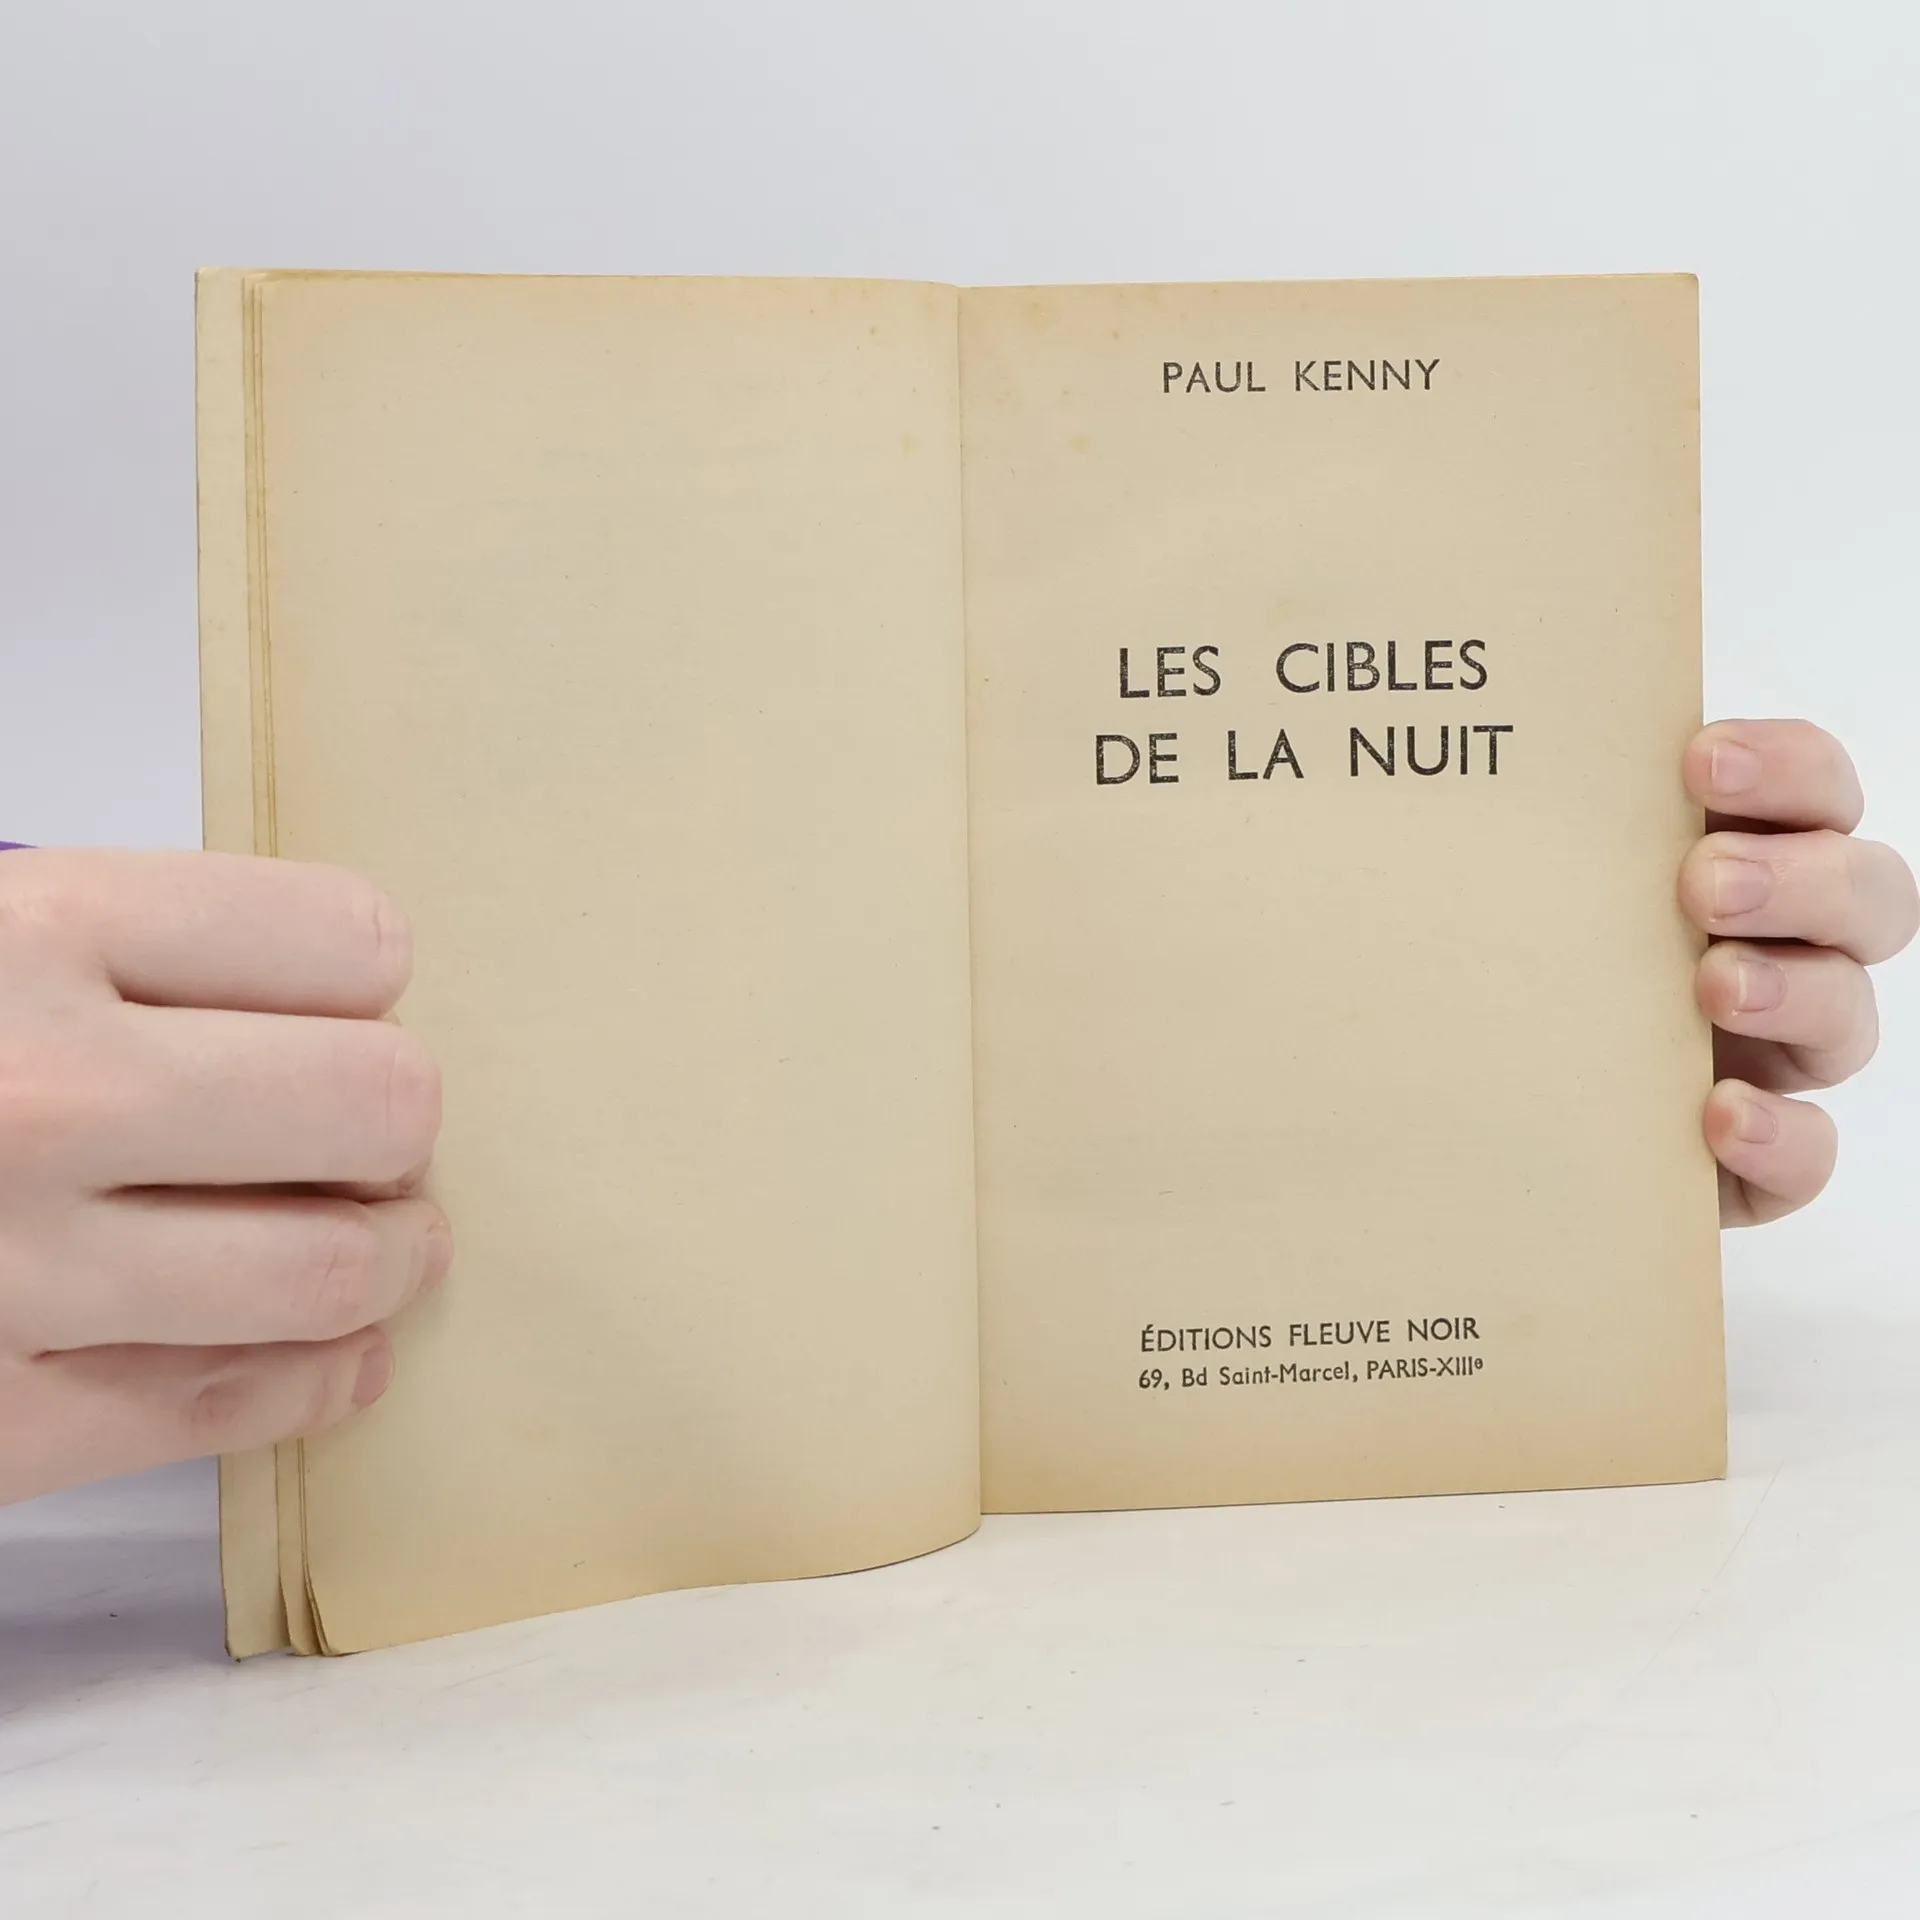 PAUL KENNY
LES CIBLES
DE LA NUIT
ÉDITIONS FLEUVE NOIR
69, Bd Saint-Marcel, PARIS-XIIIᵉ